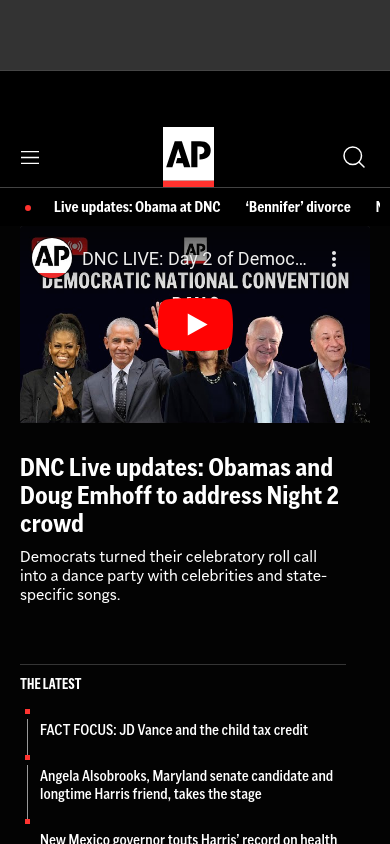 AP
Live updates: Obama at DNC
‘Bennifer’ divorce
AP
DNC LIVE: Day 2 of Democ...
AP
DEMOCRATIC NATIONAL CONVENTION
DNC Live updates: Obamas and
Doug Emhoff to address Night 2
crowd
Democrats turned their celebratory roll call
into a dance party with celebrities and state-
specific songs.
THE LATEST
FACT FOCUS: JD Vance and the child tax credit
Angela Alsobrooks, Maryland senate candidate and
longtime Harris friend, takes the stage
New Mexico governor touts Harris’ record on health